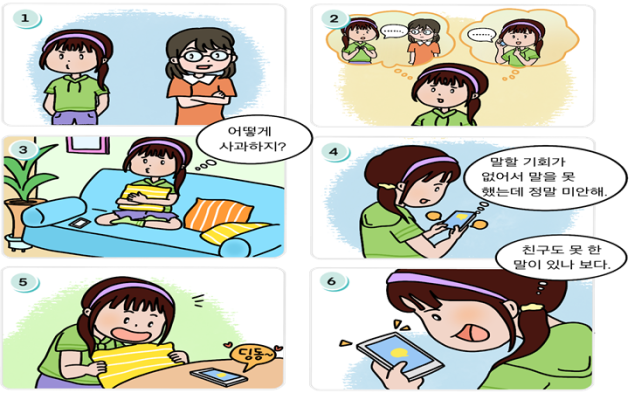 1
2
……
……
3
어떻게
사과하지?
4
말할 기회가
없어서 말을 못
했는데 정말 미안해.
5
딩동~
6
친구도 못 한
말이 있나 보다.